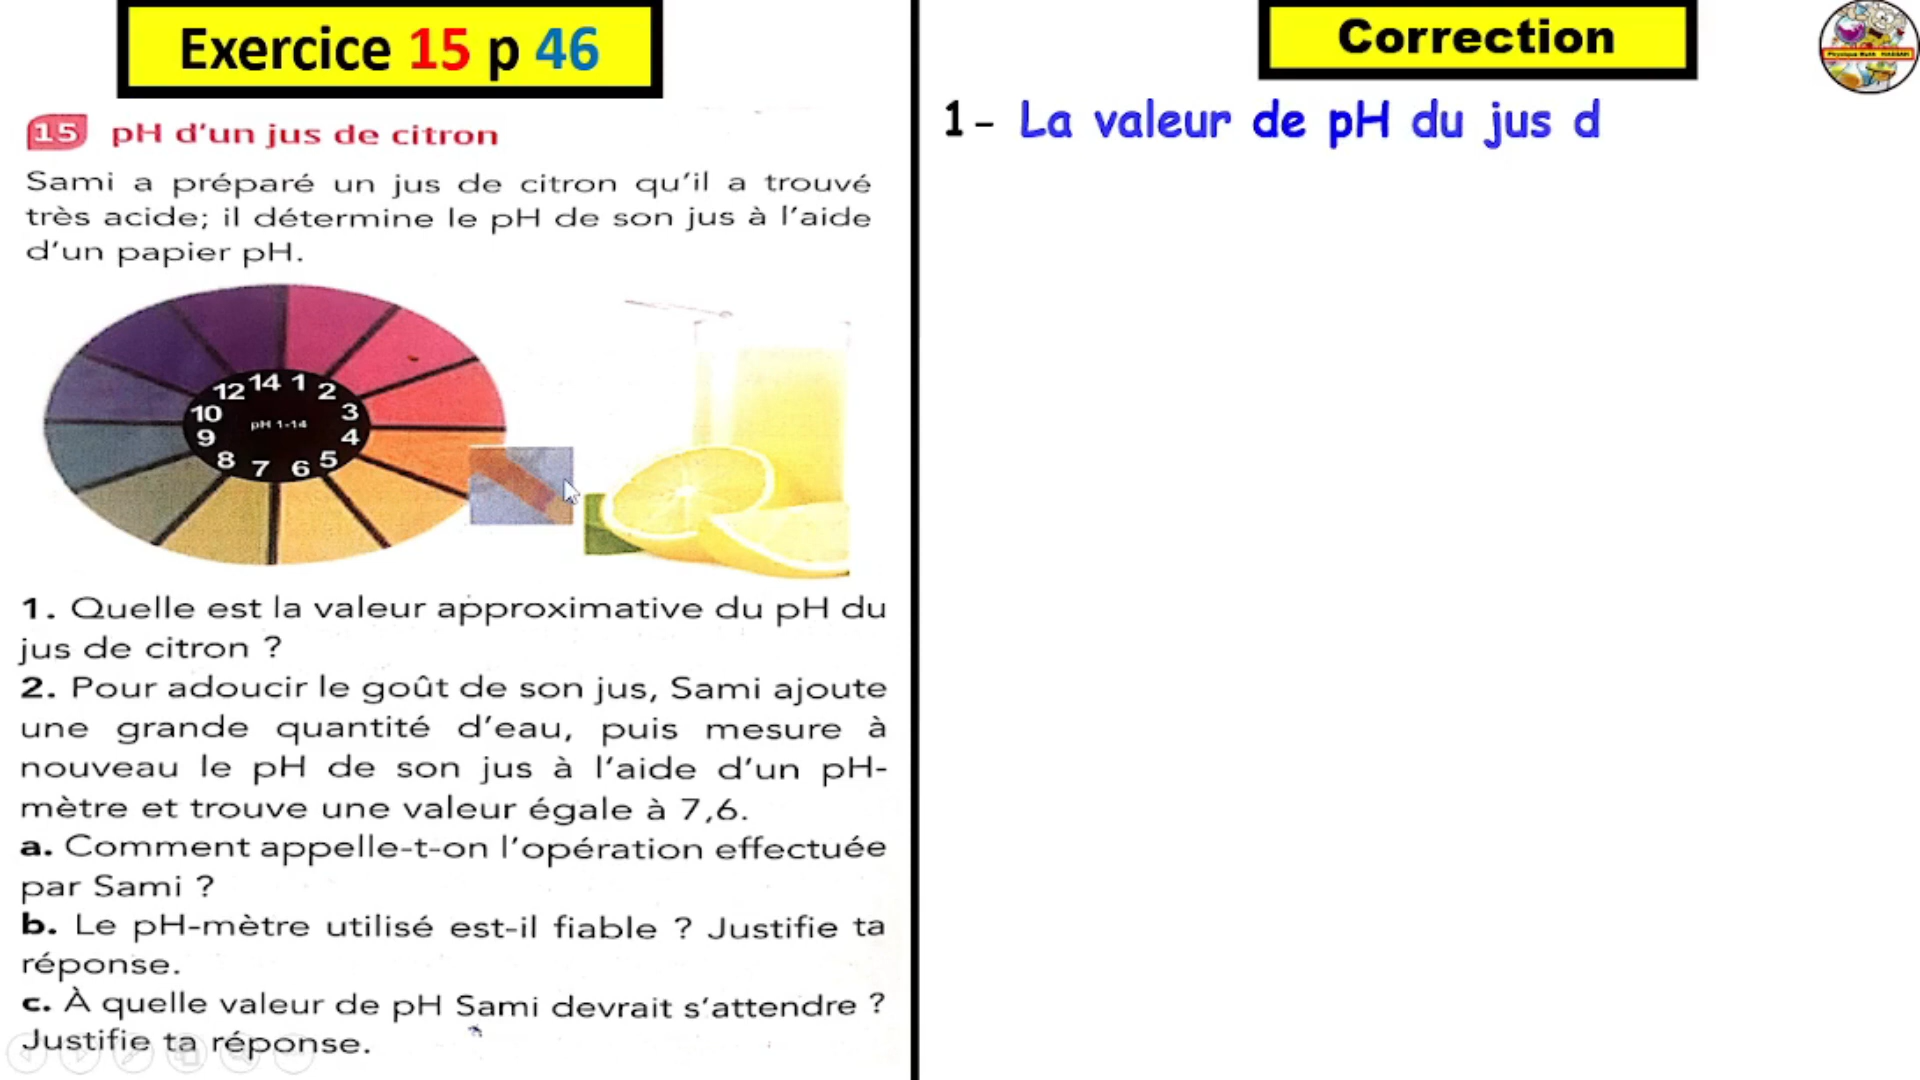 Exercice 15 p 46
15 pH d'un jus de citron
Sami a préparé un jus de citron qu'il a trouvé
très acide; il détermine le pH de son jus à l'aide
d'un papier pH.
14 1
12 2
10 3
pH 1-14
9 4
8 5
7 6
1. Quelle est la valeur approximative du pH du
jus de citron ?
2. Pour adoucir le goût de son jus, Sami ajoute
une grande quantité d'eau, puis mesure à
nouveau le pH de son jus à l'aide d'un pH-
mètre et trouve une valeur égale à 7,6.
a. Comment appelle-t-on l'opération effectuée
par Sami ?
b. Le pH-mètre utilisé est-il fiable ? Justifie ta
réponse.
c. À quelle valeur de pH Sami devrait s'attendre ?
Justifie ta réponse.
Correction
1- La valeur de pH du jus d